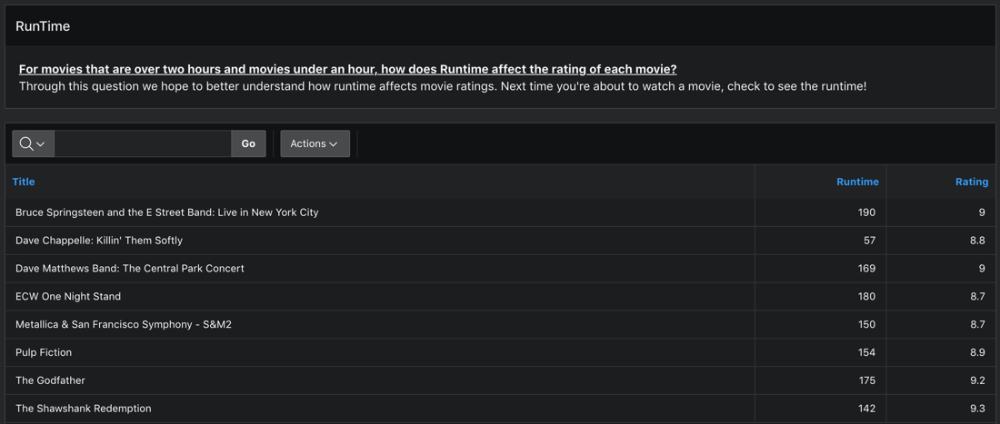 RunTime
For movies that are over two hours and movies under an hour, how does Runtime affect the rating of each movie?
Through this question we hope to better understand how runtime affects movie ratings. Next time you're about to watch a movie, check to see the runtime!
Go Actions
Title Runtime Rating
Bruce Springsteen and the E Street Band: Live in New York City 190 9
Dave Chappelle: Killin' Them Softly 57 8.8
Dave Matthews Band: The Central Park Concert 169 9
ECW One Night Stand 180 8.7
Metallica & San Francisco Symphony - S&M2 150 8.7
Pulp Fiction 154 8.9
The Godfather 175 9.2
The Shawshank Redemption 142 9.3